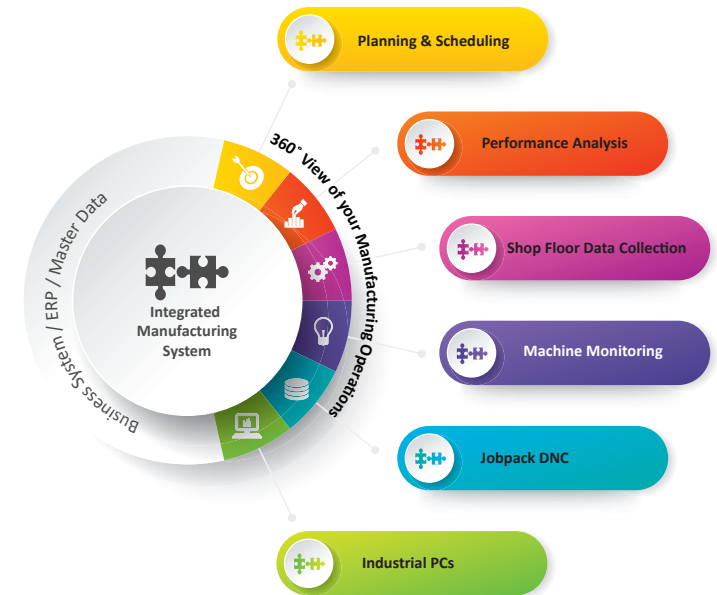 Planning & Scheduling
Performance Analysis
Shop Floor Data Collection
Machine Monitoring
Jobpack DNC
Industrial PCs
360° View of your Manufacturing Operations
Business System / ERP / Master Data
Integrated
Manufacturing
System